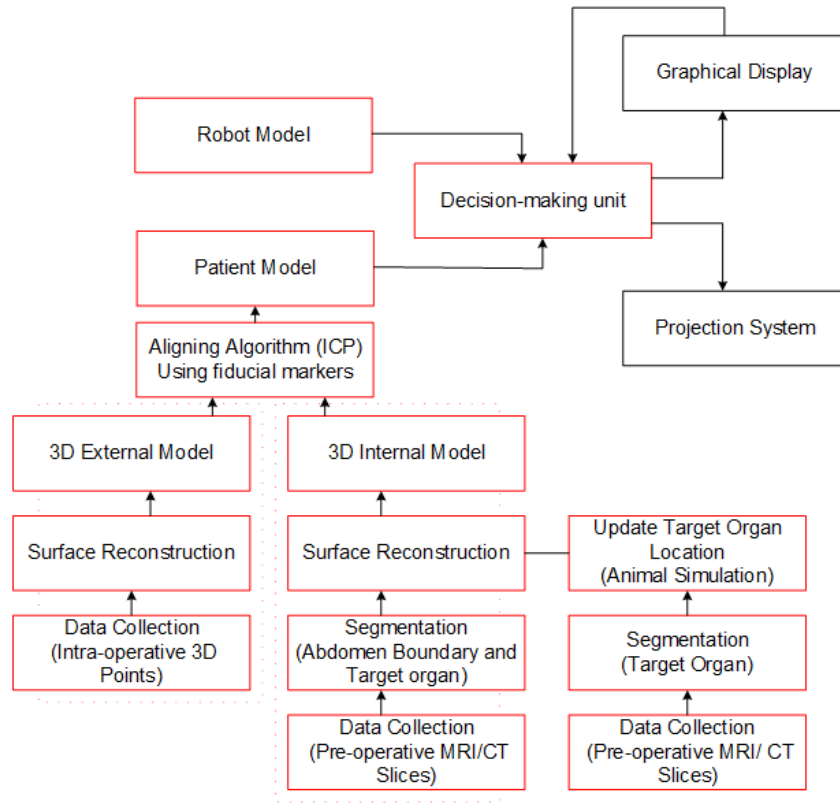 Graphical Display
Robot Model
Decision-making unit
Patient Model
Projection System
Aligning Algorithm (ICP)
Using fiducial markers
3D External Model
3D Internal Model
Surface Reconstruction
Surface Reconstruction
Update Target Organ
Location
(Animal Simulation)
Data Collection
(Intra-operative 3D
Points)
Segmentation
(Abdomen Boundary and
Target organ)
Segmentation
(Target Organ)
Data Collection
(Pre-operative MRI/CT
Slices)
Data Collection
(Pre-operative MRI/ CT
Slices)